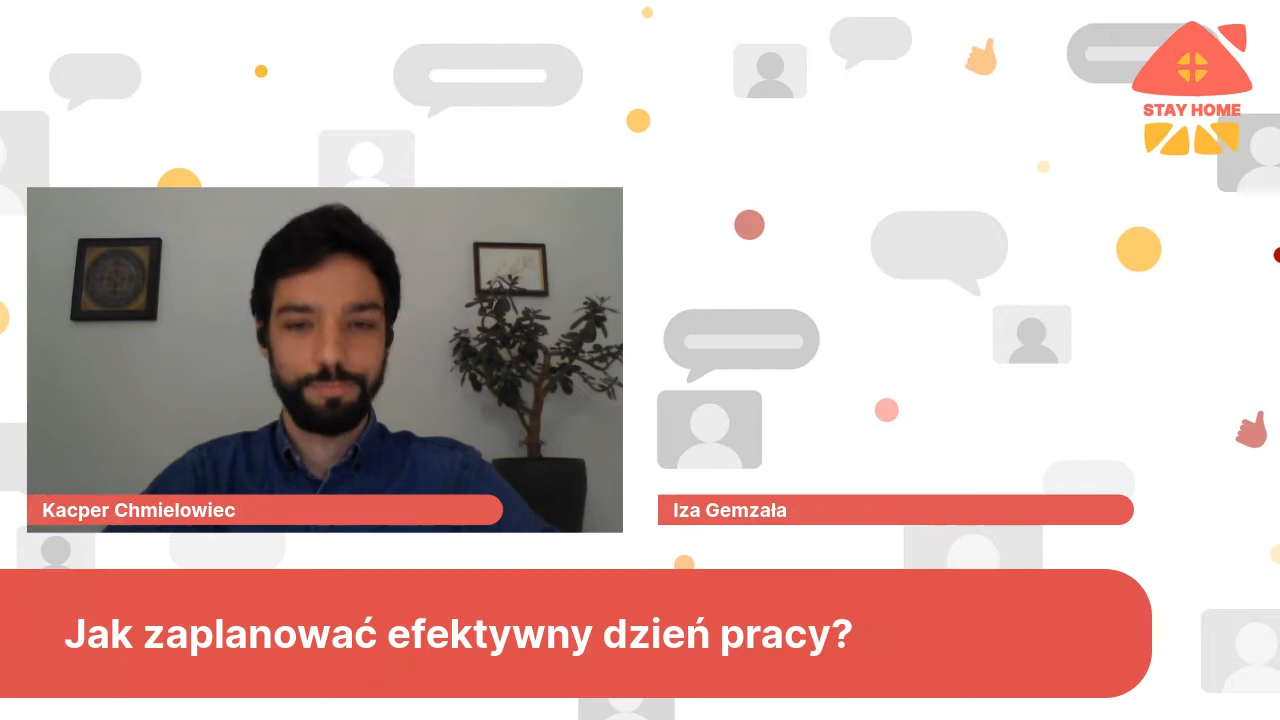 STAY HOME
Kacper Chmielowiec
Iza Gemzała
Jak zaplanować efektywny dzień pracy?